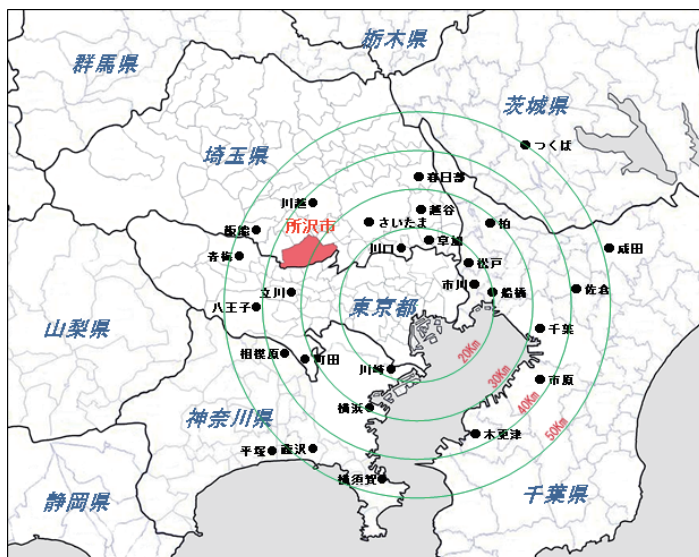 栃木県
群馬県
茨城県
つくば
埼玉県
春日部
川越
越谷
さいたま
柏
所沢市
飯能
草加
川口
成田
青梅
松戸
市川
船橋
佐倉
立川
八王子
東京都
千葉
山梨県
20Km
相模原
町田
30Km
川崎
市原
40Km
横浜
神奈川県
50Km
木更津
平塚
藤沢
横須賀
静岡県
千葉県